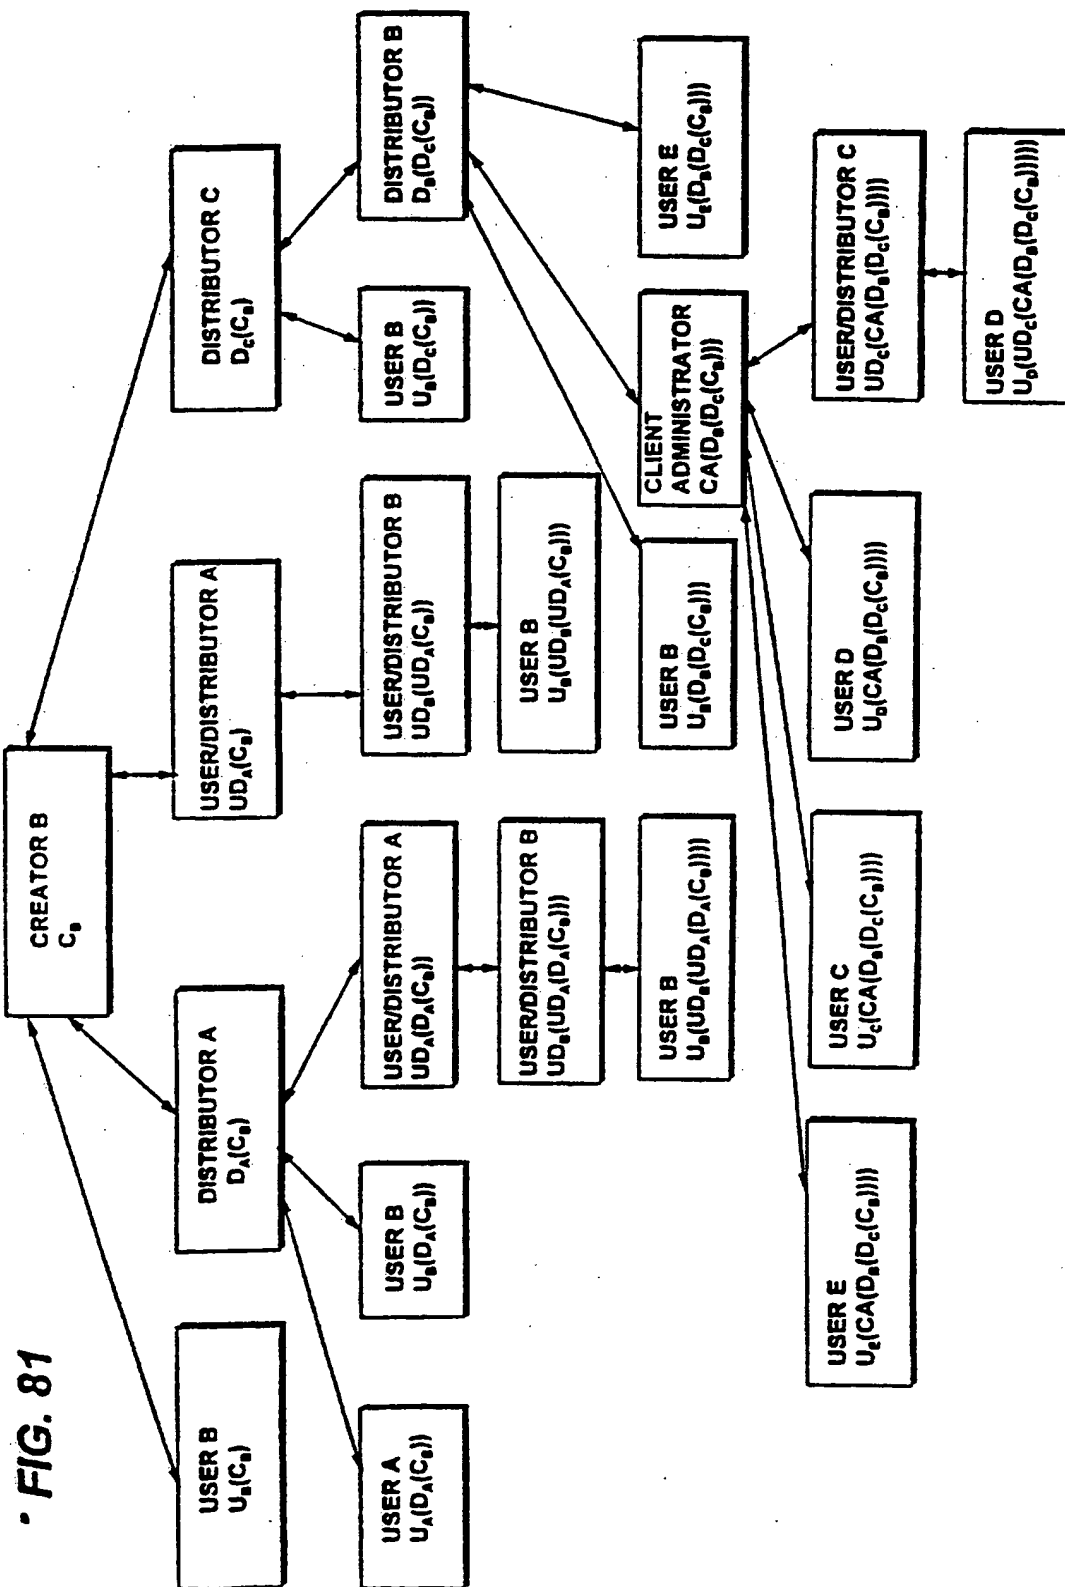 FIG. 81
CREATOR B
C_B
USER B
U_B(C_B)
DISTRIBUTOR A
D_A(C_B)
USER/DISTRIBUTOR A
UD_A(C_B)
DISTRIBUTOR C
D_C(C_B)
USER A
U_A(D_A(C_B))
USER B
U_B(D_A(C_B))
USER/DISTRIBUTOR A
UD_A(D_A(C_B))
USER/DISTRIBUTOR B
UD_B(UD_A(C_B))
USER B
U_B(D_C(C_B))
DISTRIBUTOR B
D_B(D_C(C_B))
USER/DISTRIBUTOR B
UD_B(UD_A(D_A(C_B)))
USER B
U_B(UD_B(UD_A(C_B)))
USER B
U_B(UD_B(UD_A(D_A(C_B))))
USER B
U_B(D_B(D_C(C_B)))
CLIENT
ADMINISTRATOR
CA(D_B(D_C(C_B)))
USER E
U_E(D_B(D_C(C_B)))
USER E
U_E(CA(D_B(D_C(C_B))))
USER C
U_C(CA(D_B(D_C(C_B))))
USER D
U_D(CA(D_B(D_C(C_B))))
USER/DISTRIBUTOR C
UD_C(CA(D_B(D_C(C_B))))
USER D
U_D(UD_C(CA(D_B(D_C(C_B)))))